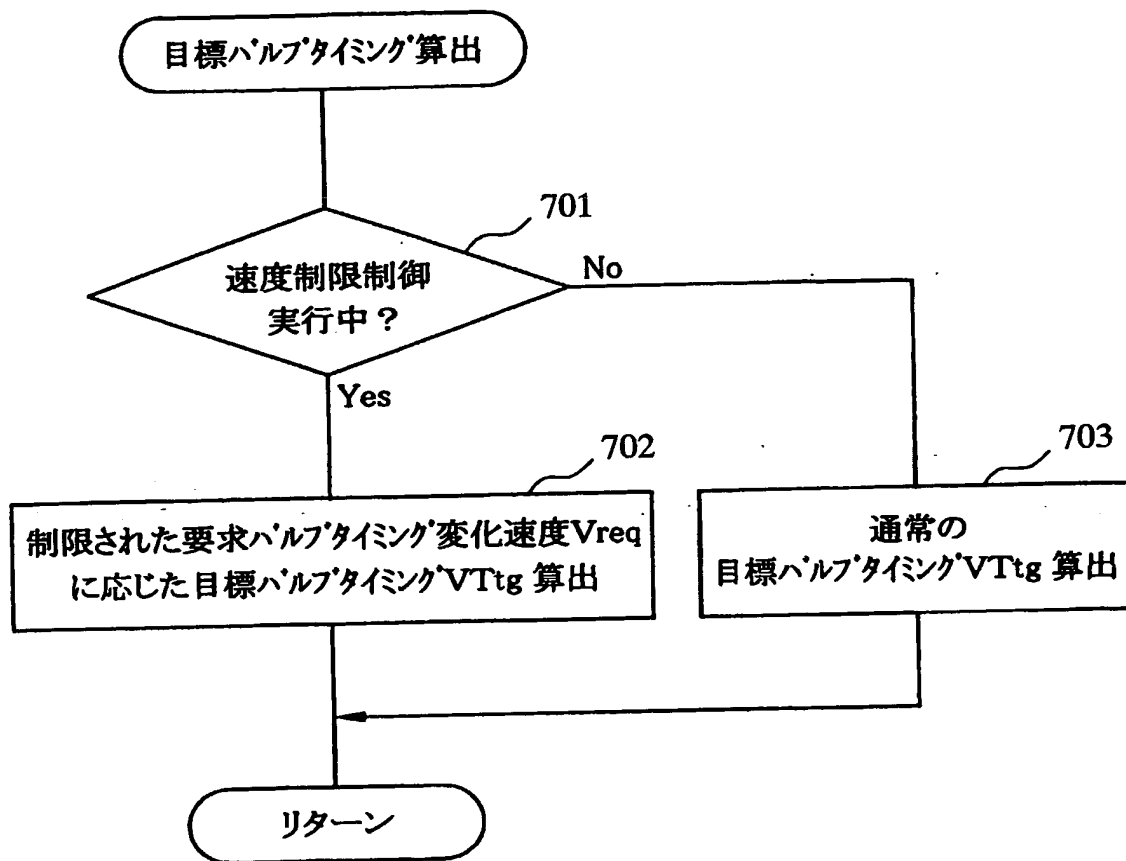 目標バルブタイミング算出
701
速度制限制御
実行中？
No
Yes
702
703
制限された要求バルブタイミング変化速度Vreq
に応じた目標バルブタイミングVTtg 算出
通常の
目標バルブタイミングVTtg 算出
リターン